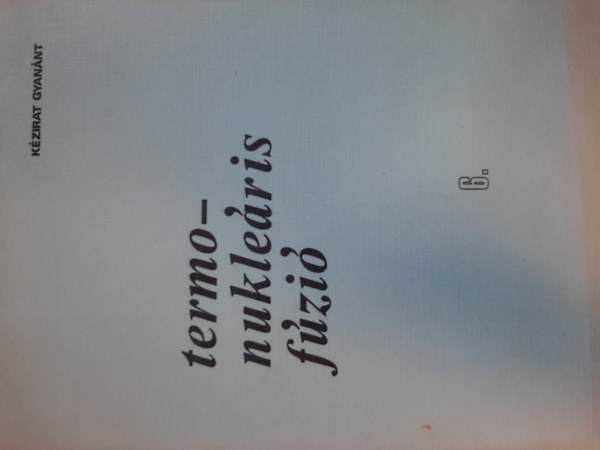 KÉZIRAT GYANÁNT
termo–
nukleáris
fúzió
6.